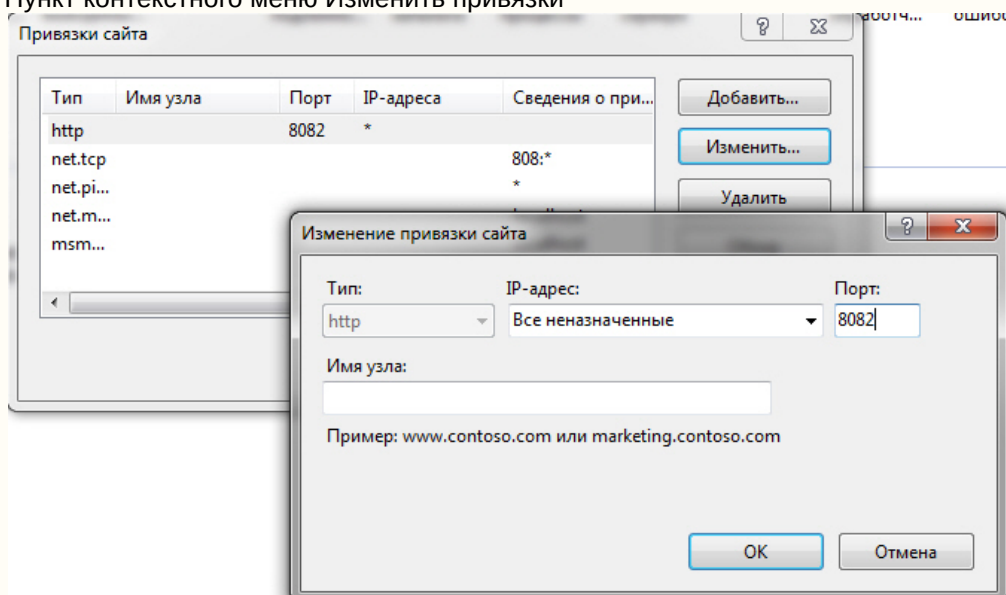 Пункт контекстного меню Изменить привязки
Привязки сайта
Тип Имя узла Порт IP-адреса Сведения о при...
http 8082 *
net.tcp 808:*
net.pi... *
net.m...
msm...
Добавить...
Изменить...
Удалить
Изменение привязки сайта
Тип: IP-адрес: Порт:
http Все неназначенные 8082
Имя узла:
Пример: www.contoso.com или marketing.contoso.com
OK Отмена